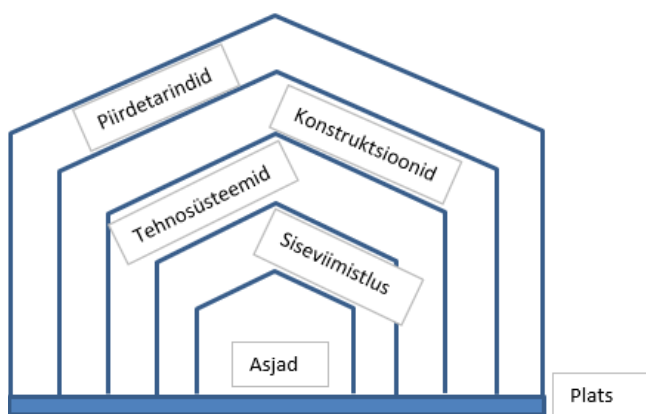 Piirdetarindid
Konstruktsioonid
Tehnosüsteemid
Siseviimistlus
Asjad
Plats